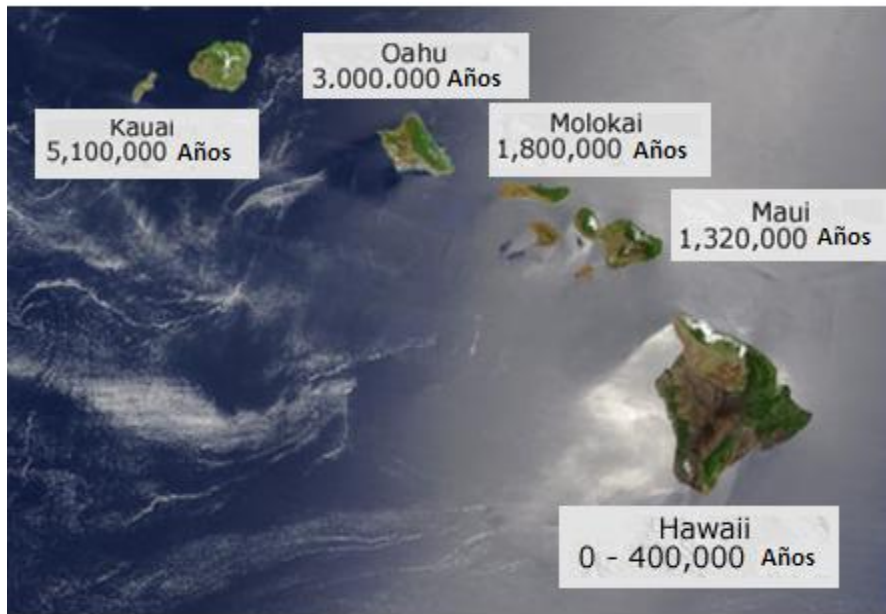 Oahu
3.000.000 Años
Kauai
5,100,000 Años
Molokai
1,800,000 Años
Maui
1,320,000 Años
Hawaii
0 - 400,000 Años